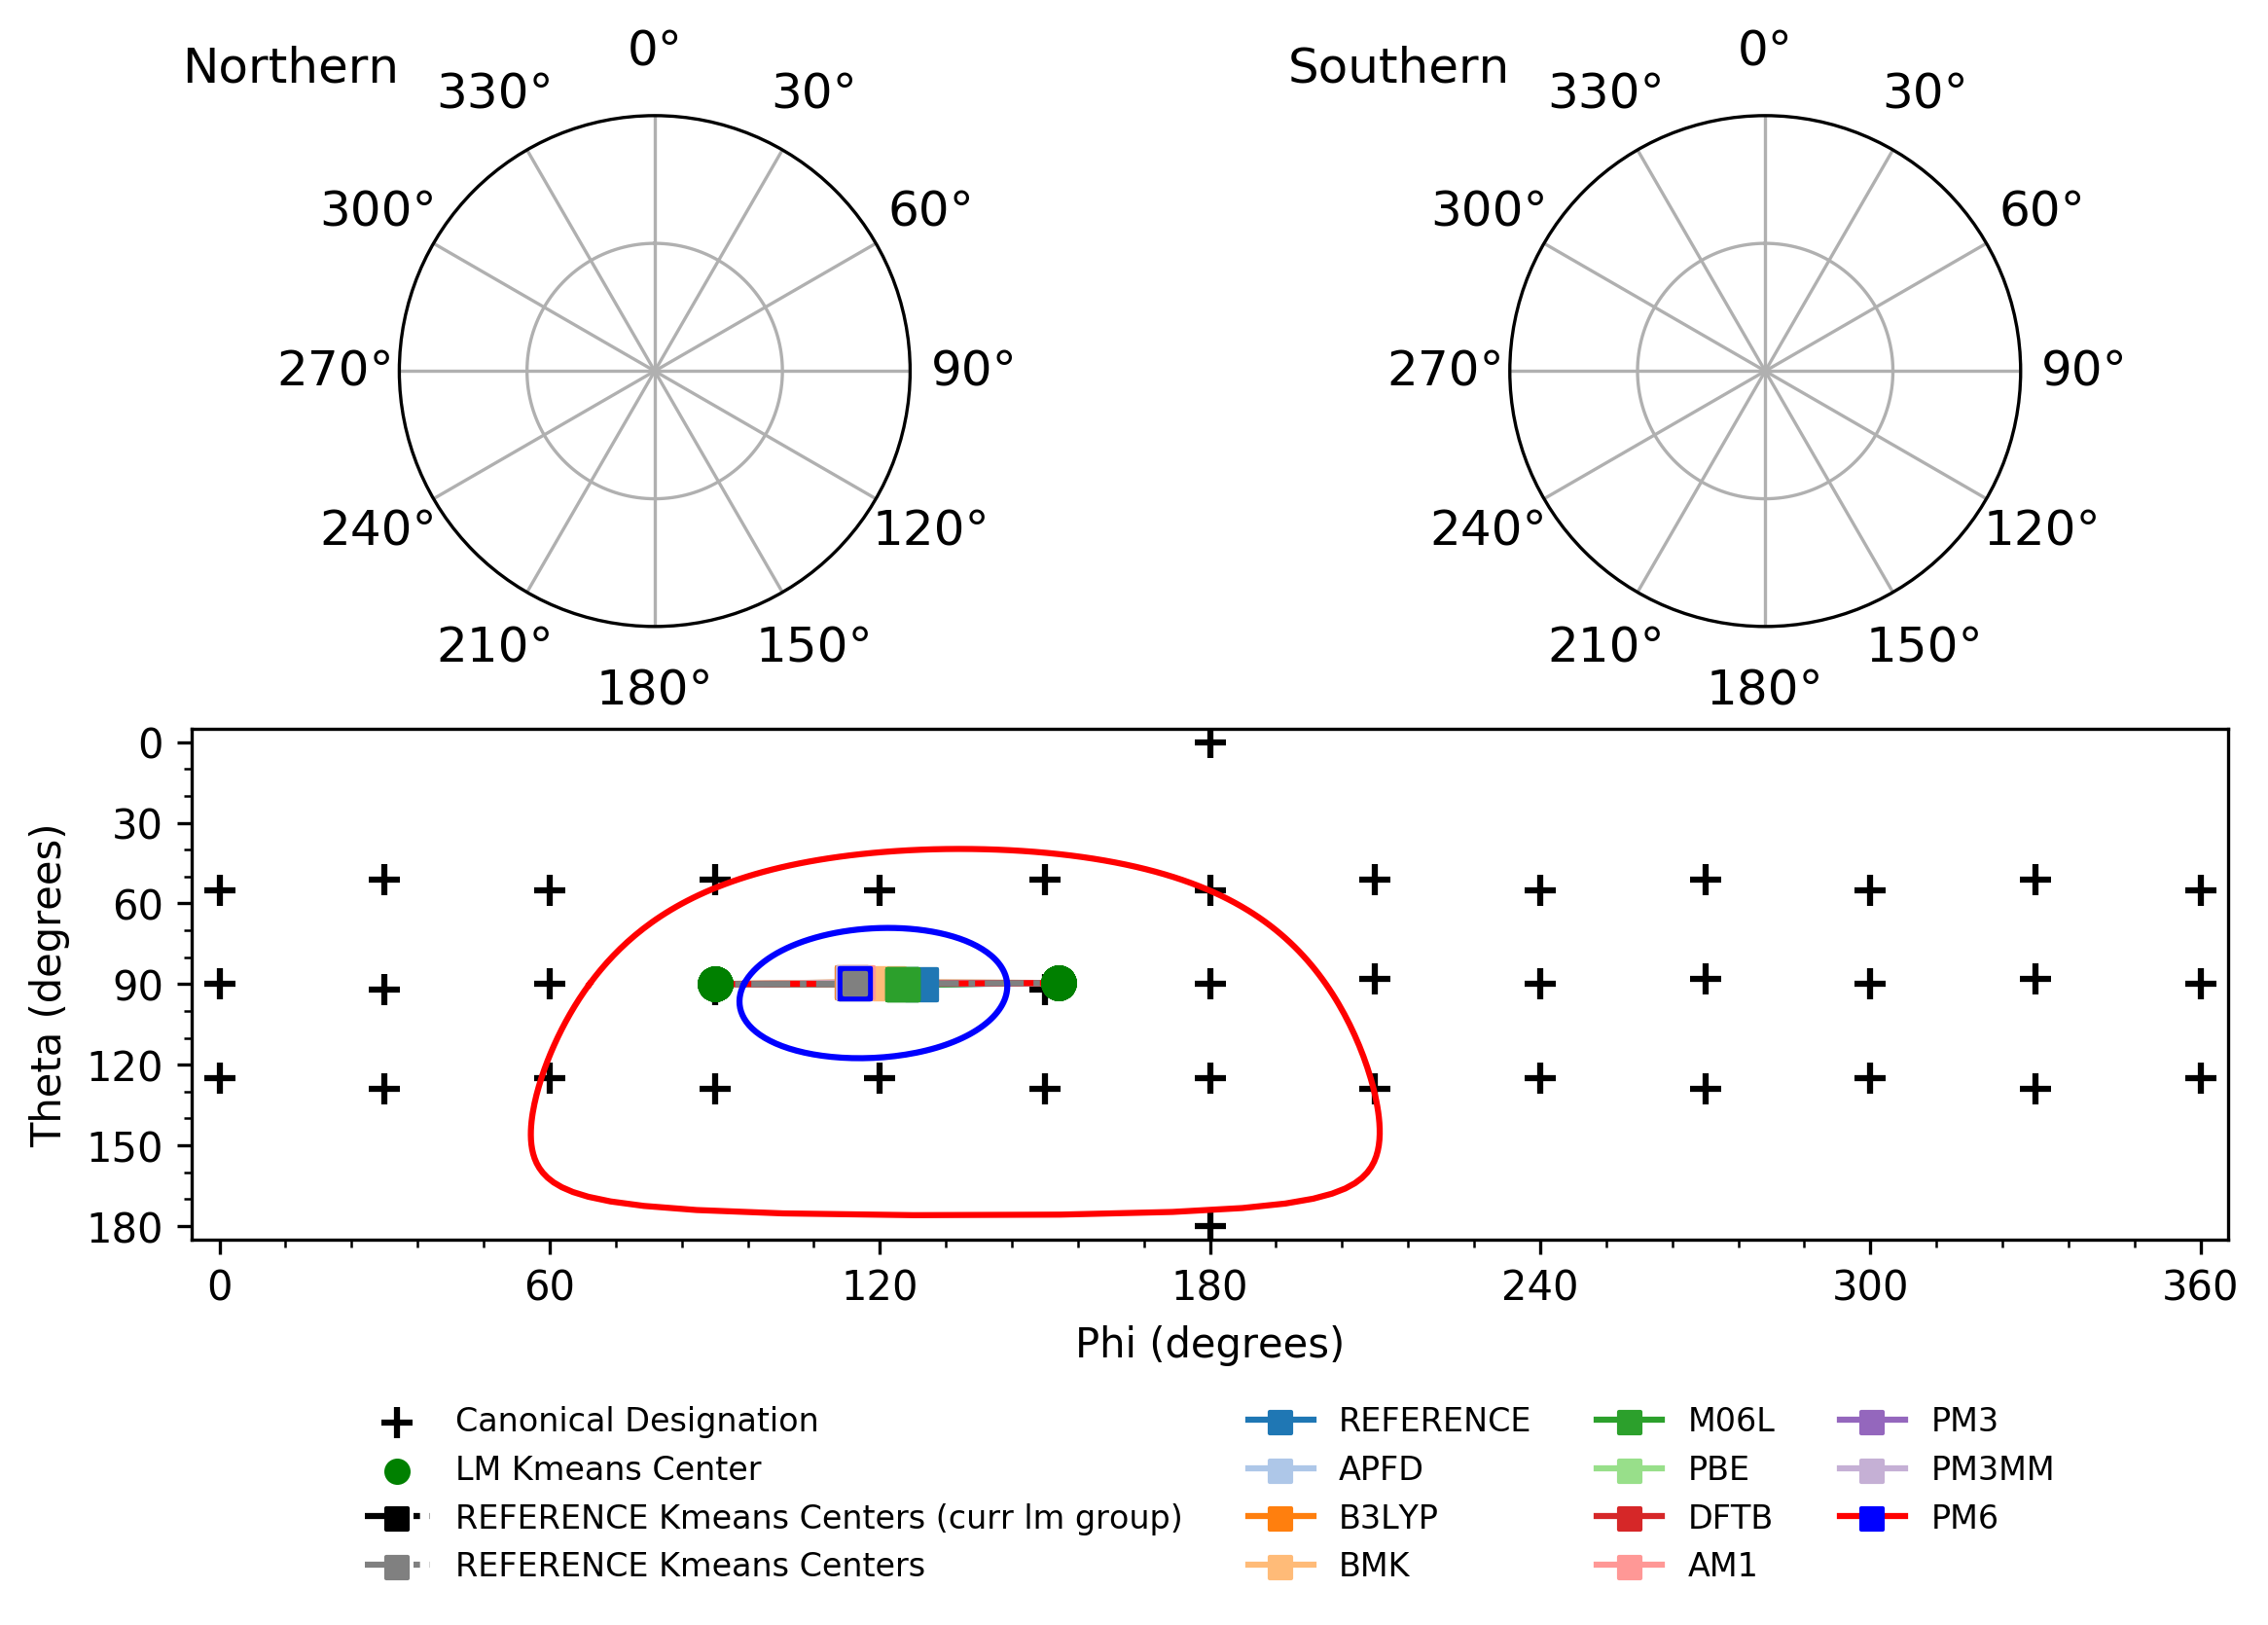 Northern
0°
30°
60°
90°
120°
150°
180°
210°
240°
270°
300°
330°
Southern
0°
30°
60°
90°
120°
150°
180°
210°
240°
270°
300°
330°
Theta (degrees)
0
30
60
90
120
150
180
0 60 120 180 240 300 360
Phi (degrees)
Canonical Designation
LM Kmeans Center
REFERENCE Kmeans Centers (curr lm group)
REFERENCE Kmeans Centers
REFERENCE
APFD
B3LYP
BMK
M06L
PBE
DFTB
AM1
PM3
PM3MM
PM6